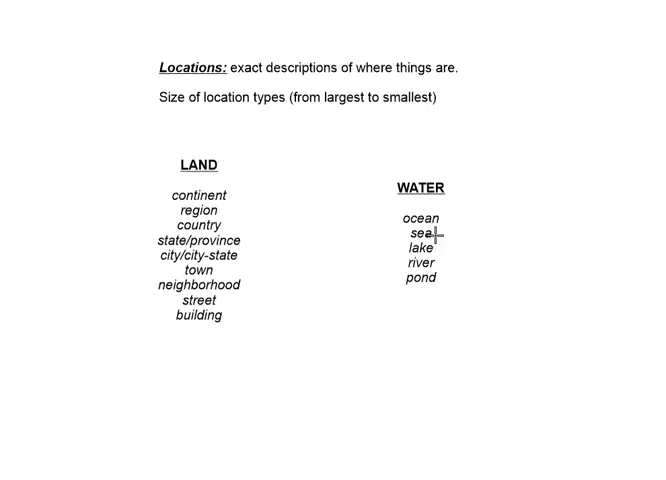 Locations: exact descriptions of where things are.
Size of location types (from largest to smallest)
LAND
continent
region
country
state/province
city/city-state
town
neighborhood
street
building
WATER
ocean
sea
lake
river
pond